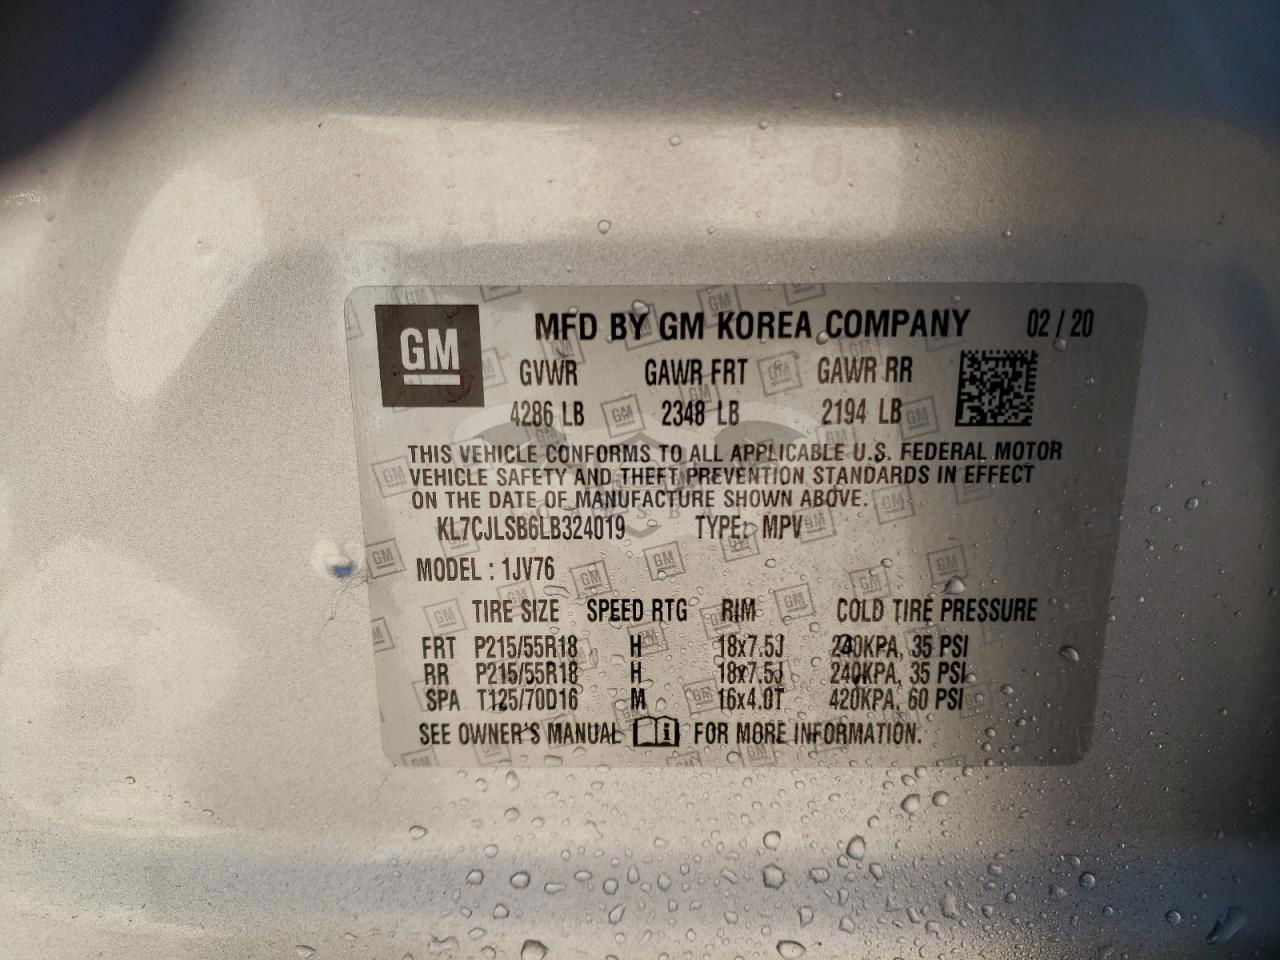 GM
MFD BY GM KOREA COMPANY 02 / 20
GVWR GAWR FRT GAWR RR
4286 LB 2348 LB 2194 LB
THIS VEHICLE CONFORMS TO ALL APPLICABLE U.S. FEDERAL MOTOR
VEHICLE SAFETY AND THEFT PREVENTION STANDARDS IN EFFECT
ON THE DATE OF MANUFACTURE SHOWN ABOVE.
KL7CJLSB6LB324019 TYPE: MPV
MODEL : 1JV76
TIRE SIZE SPEED RTG RIM COLD TIRE PRESSURE
FRT P215/55R18 H 18x7.5J 240KPA, 35 PSI
RR P215/55R18 H 18x7.5J 240KPA, 35 PSI
SPA T125/70D16 M 16x4.0T 420KPA, 60 PSI
SEE OWNER'S MANUAL FOR MORE INFORMATION.